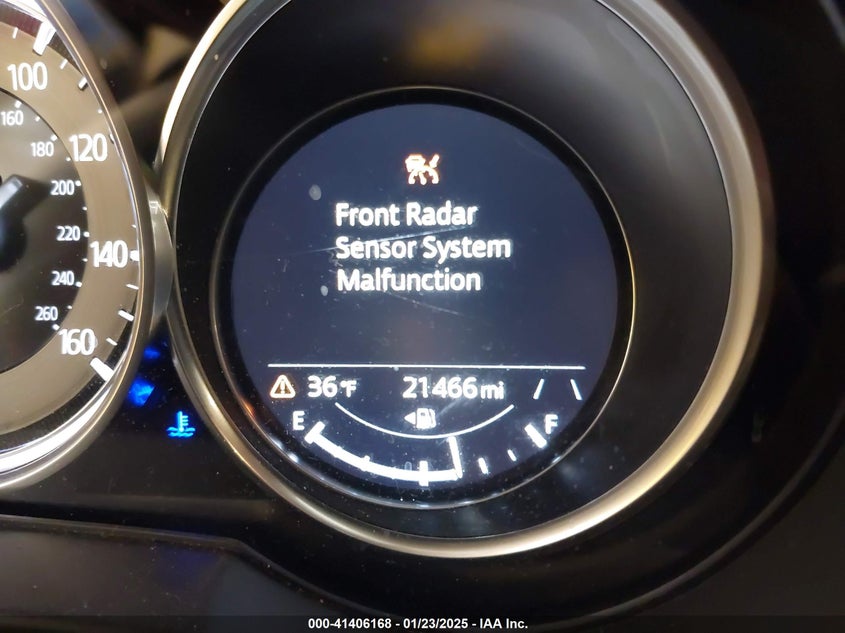 100
160
180
120
200
220
140
240
260
160
Front Radar
Sensor System
Malfunction
36°F
21466mi
E
F
000-41406168 - 01/23/2025 - IAA Inc.